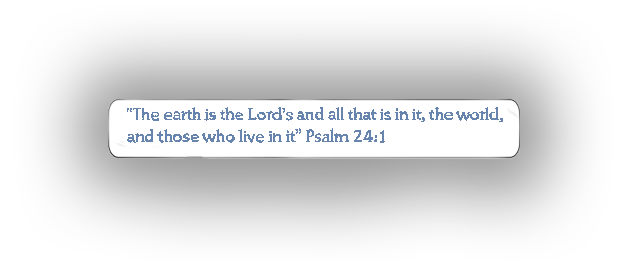 "The earth is the Lord's and all that is in it, the world,
and those who live in it” Psalm 24:1